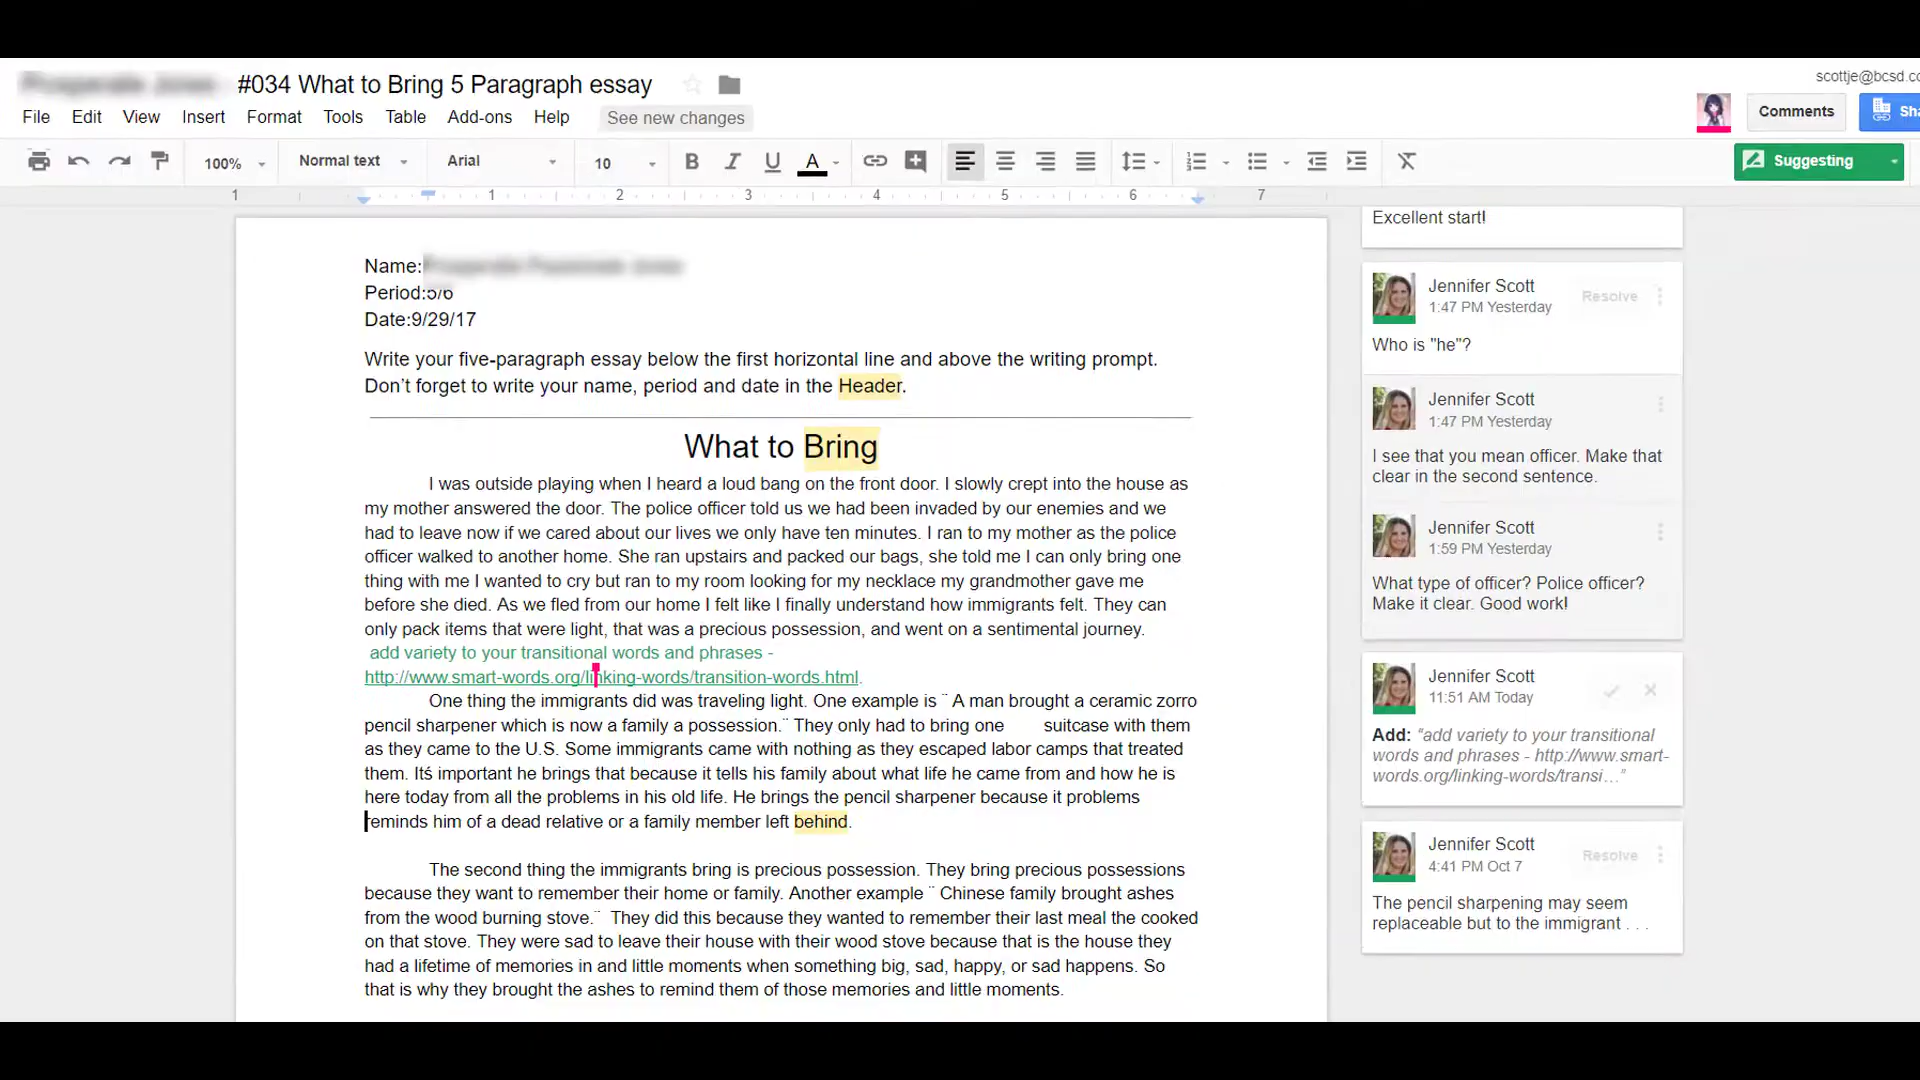 #034 What to Bring 5 Paragraph essay
scottje@bcsd.co
File Edit View Insert Format Tools Table Add-ons Help See new changes
Comments
Sha
100% Normal text Arial 10 B I U A
Suggesting
1 1 2 3 4 5 6 7
Name:
Period:5/6
Date:9/29/17
Write your five-paragraph essay below the first horizontal line and above the writing prompt.
Don't forget to write your name, period and date in the Header.
What to Bring
I was outside playing when I heard a loud bang on the front door. I slowly crept into the house as
my mother answered the door. The police officer told us we had been invaded by our enemies and we
had to leave now if we cared about our lives we only have ten minutes. I ran to my mother as the police
officer walked to another home. She ran upstairs and packed our bags, she told me I can only bring one
thing with me I wanted to cry but ran to my room looking for my necklace my grandmother gave me
before she died. As we fled from our home I felt like I finally understand how immigrants felt. They can
only pack items that were light, that was a precious possession, and went on a sentimental journey.
add variety to your transitional words and phrases -
http://www.smart-words.org/linking-words/transition-words.html.
One thing the immigrants did was traveling light. One example is ¨ A man brought a ceramic zorro
pencil sharpener which is now a family a possession.¨ They only had to bring one suitcase with them
as they came to the U.S. Some immigrants came with nothing as they escaped labor camps that treated
them. Itś important he brings that because it tells his family about what life he came from and how he is
here today from all the problems in his old life. He brings the pencil sharpener because it problems
reminds him of a dead relative or a family member left behind.
The second thing the immigrants bring is precious possession. They bring precious possessions
because they want to remember their home or family. Another example ¨ Chinese family brought ashes
from the wood burning stove.¨ They did this because they wanted to remember their last meal the cooked
on that stove. They were sad to leave their house with their wood stove because that is the house they
had a lifetime of memories in and little moments when something big, sad, happy, or sad happens. So
that is why they brought the ashes to remind them of those memories and little moments.
Excellent start!
Jennifer Scott
1:47 PM Yesterday
Resolve
Who is "he"?
Jennifer Scott
1:47 PM Yesterday
I see that you mean officer. Make that
clear in the second sentence.
Jennifer Scott
1:59 PM Yesterday
What type of officer? Police officer?
Make it clear. Good work!
Jennifer Scott
11:51 AM Today
Add: "add variety to your transitional
words and phrases - http://www.smart-
words.org/linking-words/transi…"
Jennifer Scott
4:41 PM Oct 7
Resolve
The pencil sharpening may seem
replaceable but to the immigrant . . .